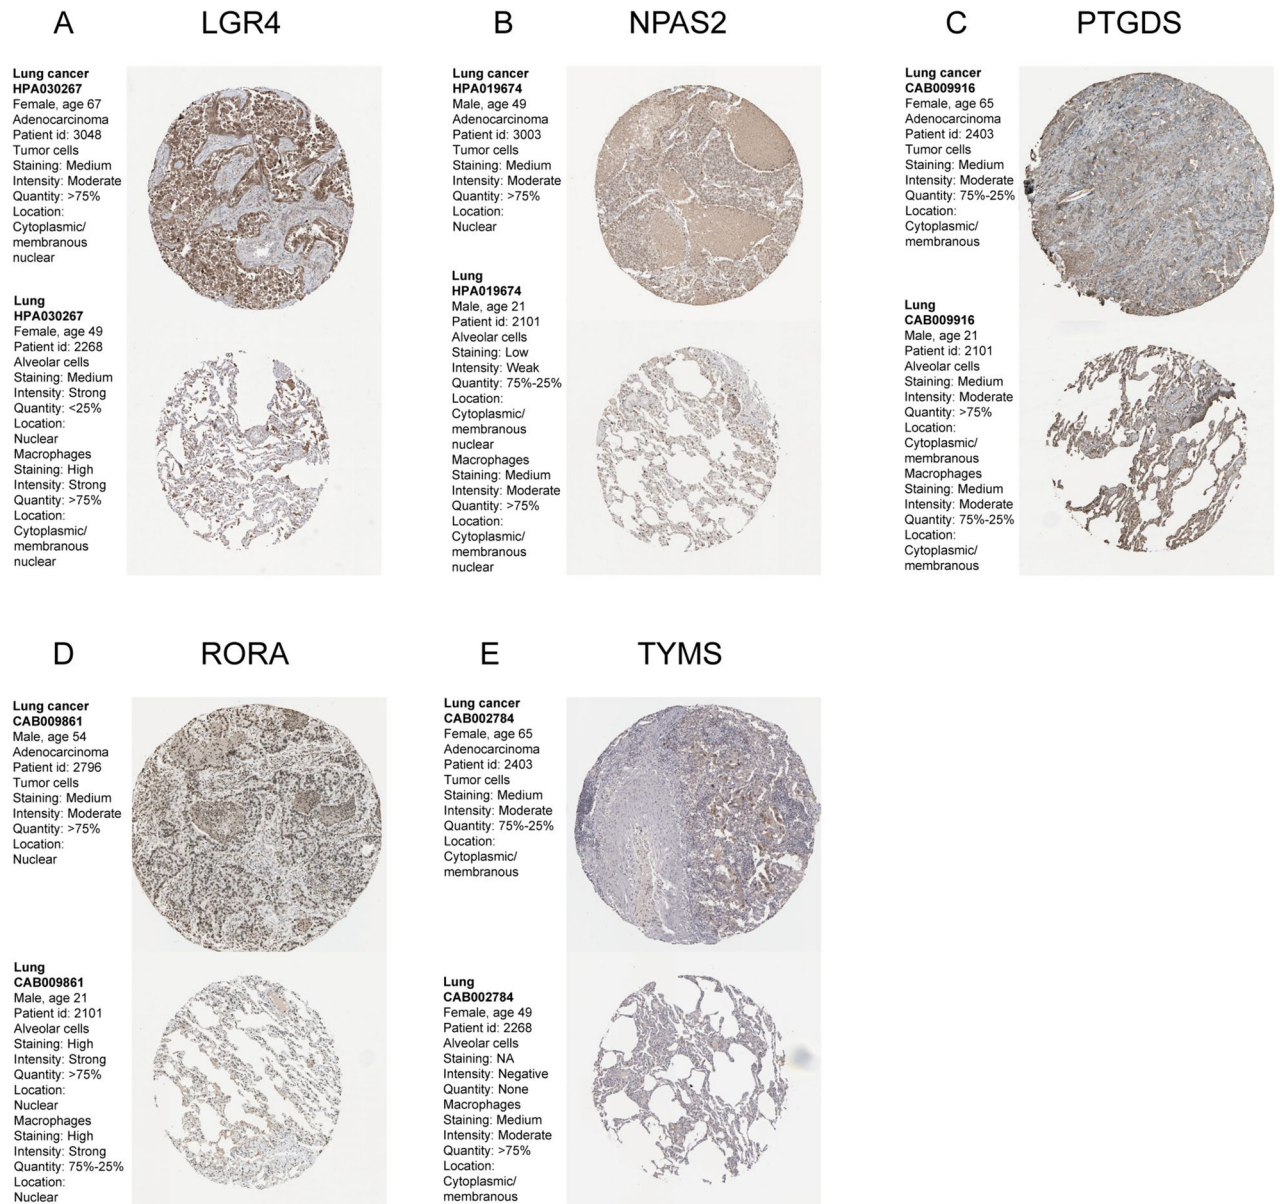 A
LGR4
Lung cancer
HPA030267
Female, age 67
Adenocarcinoma
Patient id: 3048
Tumor cells
Staining: Medium
Intensity: Moderate
Quantity: >75%
Location:
Cytoplasmic/
membranous
nuclear
Lung
HPA030267
Female, age 49
Patient id: 2268
Alveolar cells
Staining: Medium
Intensity: Strong
Quantity: <25%
Location:
Nuclear
Macrophages
Staining: High
Intensity: Strong
Quantity: >75%
Location:
Cytoplasmic/
membranous
nuclear
B
NPAS2
Lung cancer
HPA019674
Male, age 49
Adenocarcinoma
Patient id: 3003
Tumor cells
Staining: Medium
Intensity: Moderate
Quantity: >75%
Location:
Nuclear
Lung
HPA019674
Male, age 21
Patient id: 2101
Alveolar cells
Staining: Low
Intensity: Weak
Quantity: 75%-25%
Location:
Cytoplasmic/
membranous
nuclear
Macrophages
Staining: Medium
Intensity: Moderate
Quantity: >75%
Location:
Cytoplasmic/
membranous
nuclear
C
PTGDS
Lung cancer
CAB009916
Female, age 65
Adenocarcinoma
Patient id: 2403
Tumor cells
Staining: Medium
Intensity: Moderate
Quantity: 75%-25%
Location:
Cytoplasmic/
membranous
Lung
CAB009916
Male, age 21
Patient id: 2101
Alveolar cells
Staining: Medium
Intensity: Moderate
Quantity: >75%
Location:
Cytoplasmic/
membranous
Macrophages
Staining: Medium
Intensity: Moderate
Quantity: 75%-25%
Location:
Cytoplasmic/
membranous
D
RORA
Lung cancer
CAB009861
Male, age 54
Adenocarcinoma
Patient id: 2796
Tumor cells
Staining: Medium
Intensity: Moderate
Quantity: >75%
Location:
Nuclear
Lung
CAB009861
Male, age 21
Patient id: 2101
Alveolar cells
Staining: High
Intensity: Strong
Quantity: >75%
Location:
Nuclear
Macrophages
Staining: High
Intensity: Strong
Quantity: 75%-25%
Location:
Nuclear
E
TYMS
Lung cancer
CAB002784
Female, age 65
Adenocarcinoma
Patient id: 2403
Tumor cells
Staining: Medium
Intensity: Moderate
Quantity: 75%-25%
Location:
Cytoplasmic/
membranous
Lung
CAB002784
Female, age 49
Patient id: 2268
Alveolar cells
Staining: NA
Intensity: Negative
Quantity: None
Macrophages
Staining: Medium
Intensity: Moderate
Quantity: >75%
Location:
Cytoplasmic/
membranous